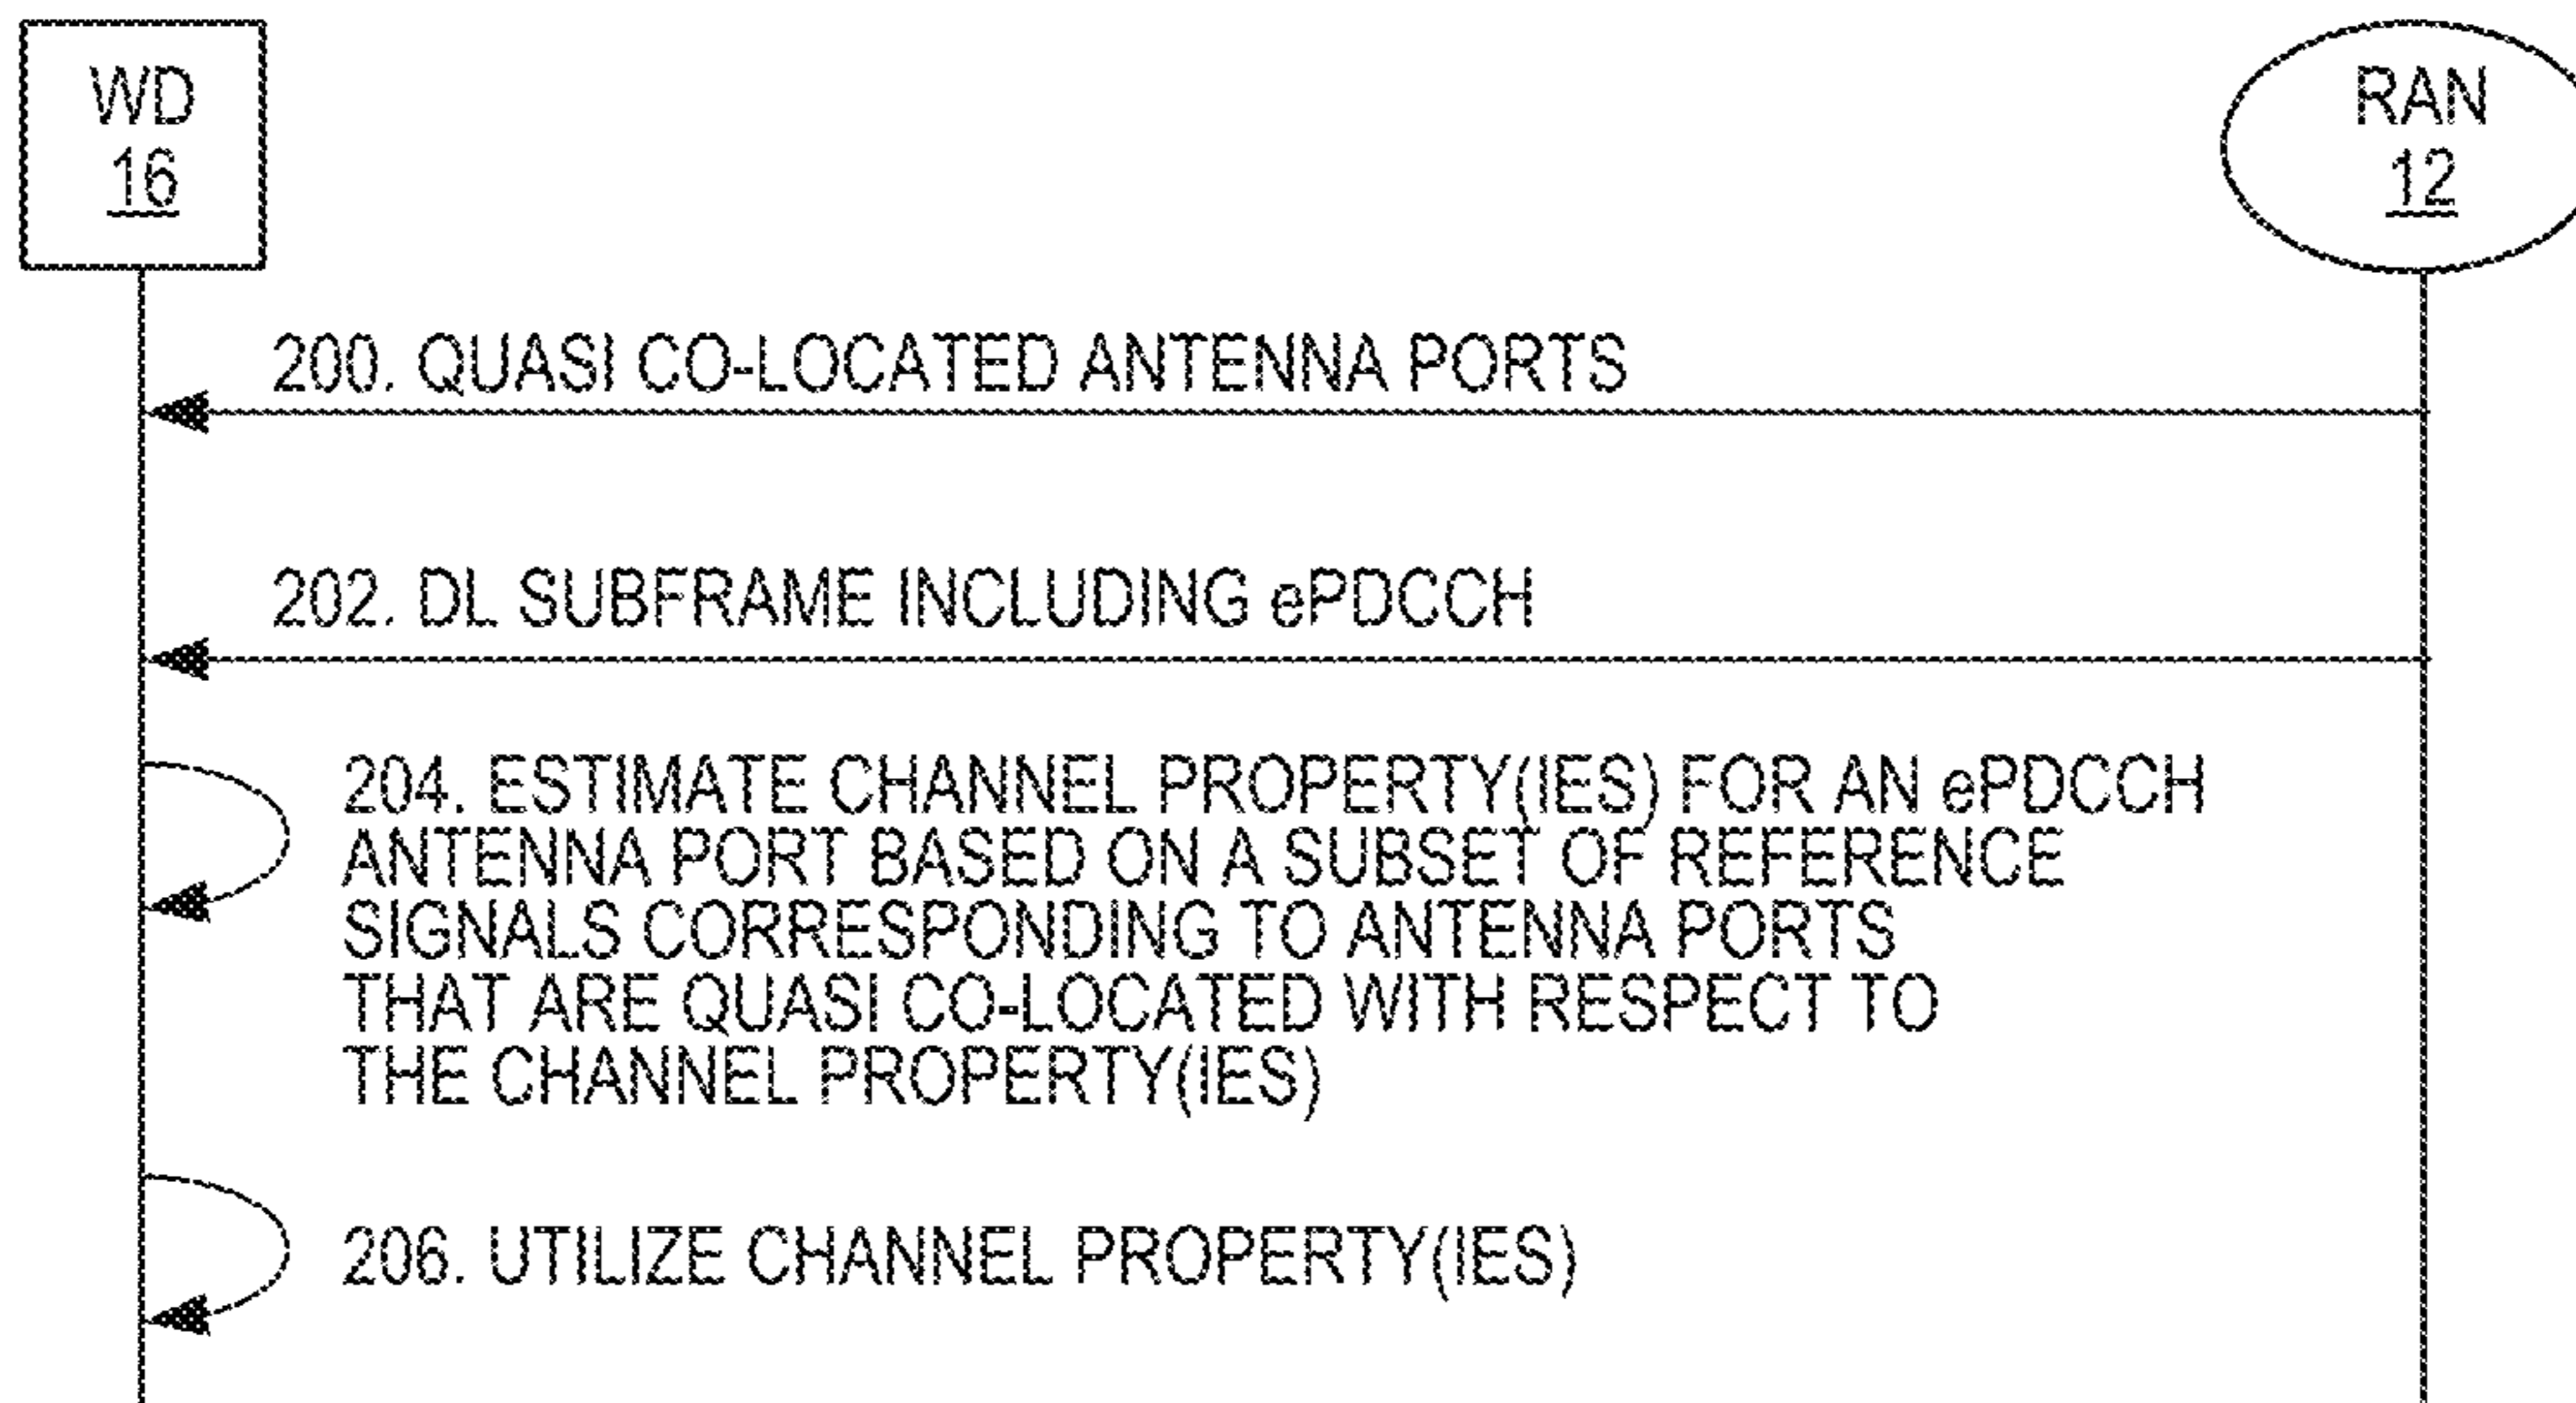 WD
16
RAN
12
200. QUASI CO-LOCATED ANTENNA PORTS
202. DL SUBFRAME INCLUDING ePDCCH
204. ESTIMATE CHANNEL PROPERTY(IES) FOR AN ePDCCH
ANTENNA PORT BASED ON A SUBSET OF REFERENCE
SIGNALS CORRESPONDING TO ANTENNA PORTS
THAT ARE QUASI CO-LOCATED WITH RESPECT TO
THE CHANNEL PROPERTY(IES)
206. UTILIZE CHANNEL PROPERTY(IES)